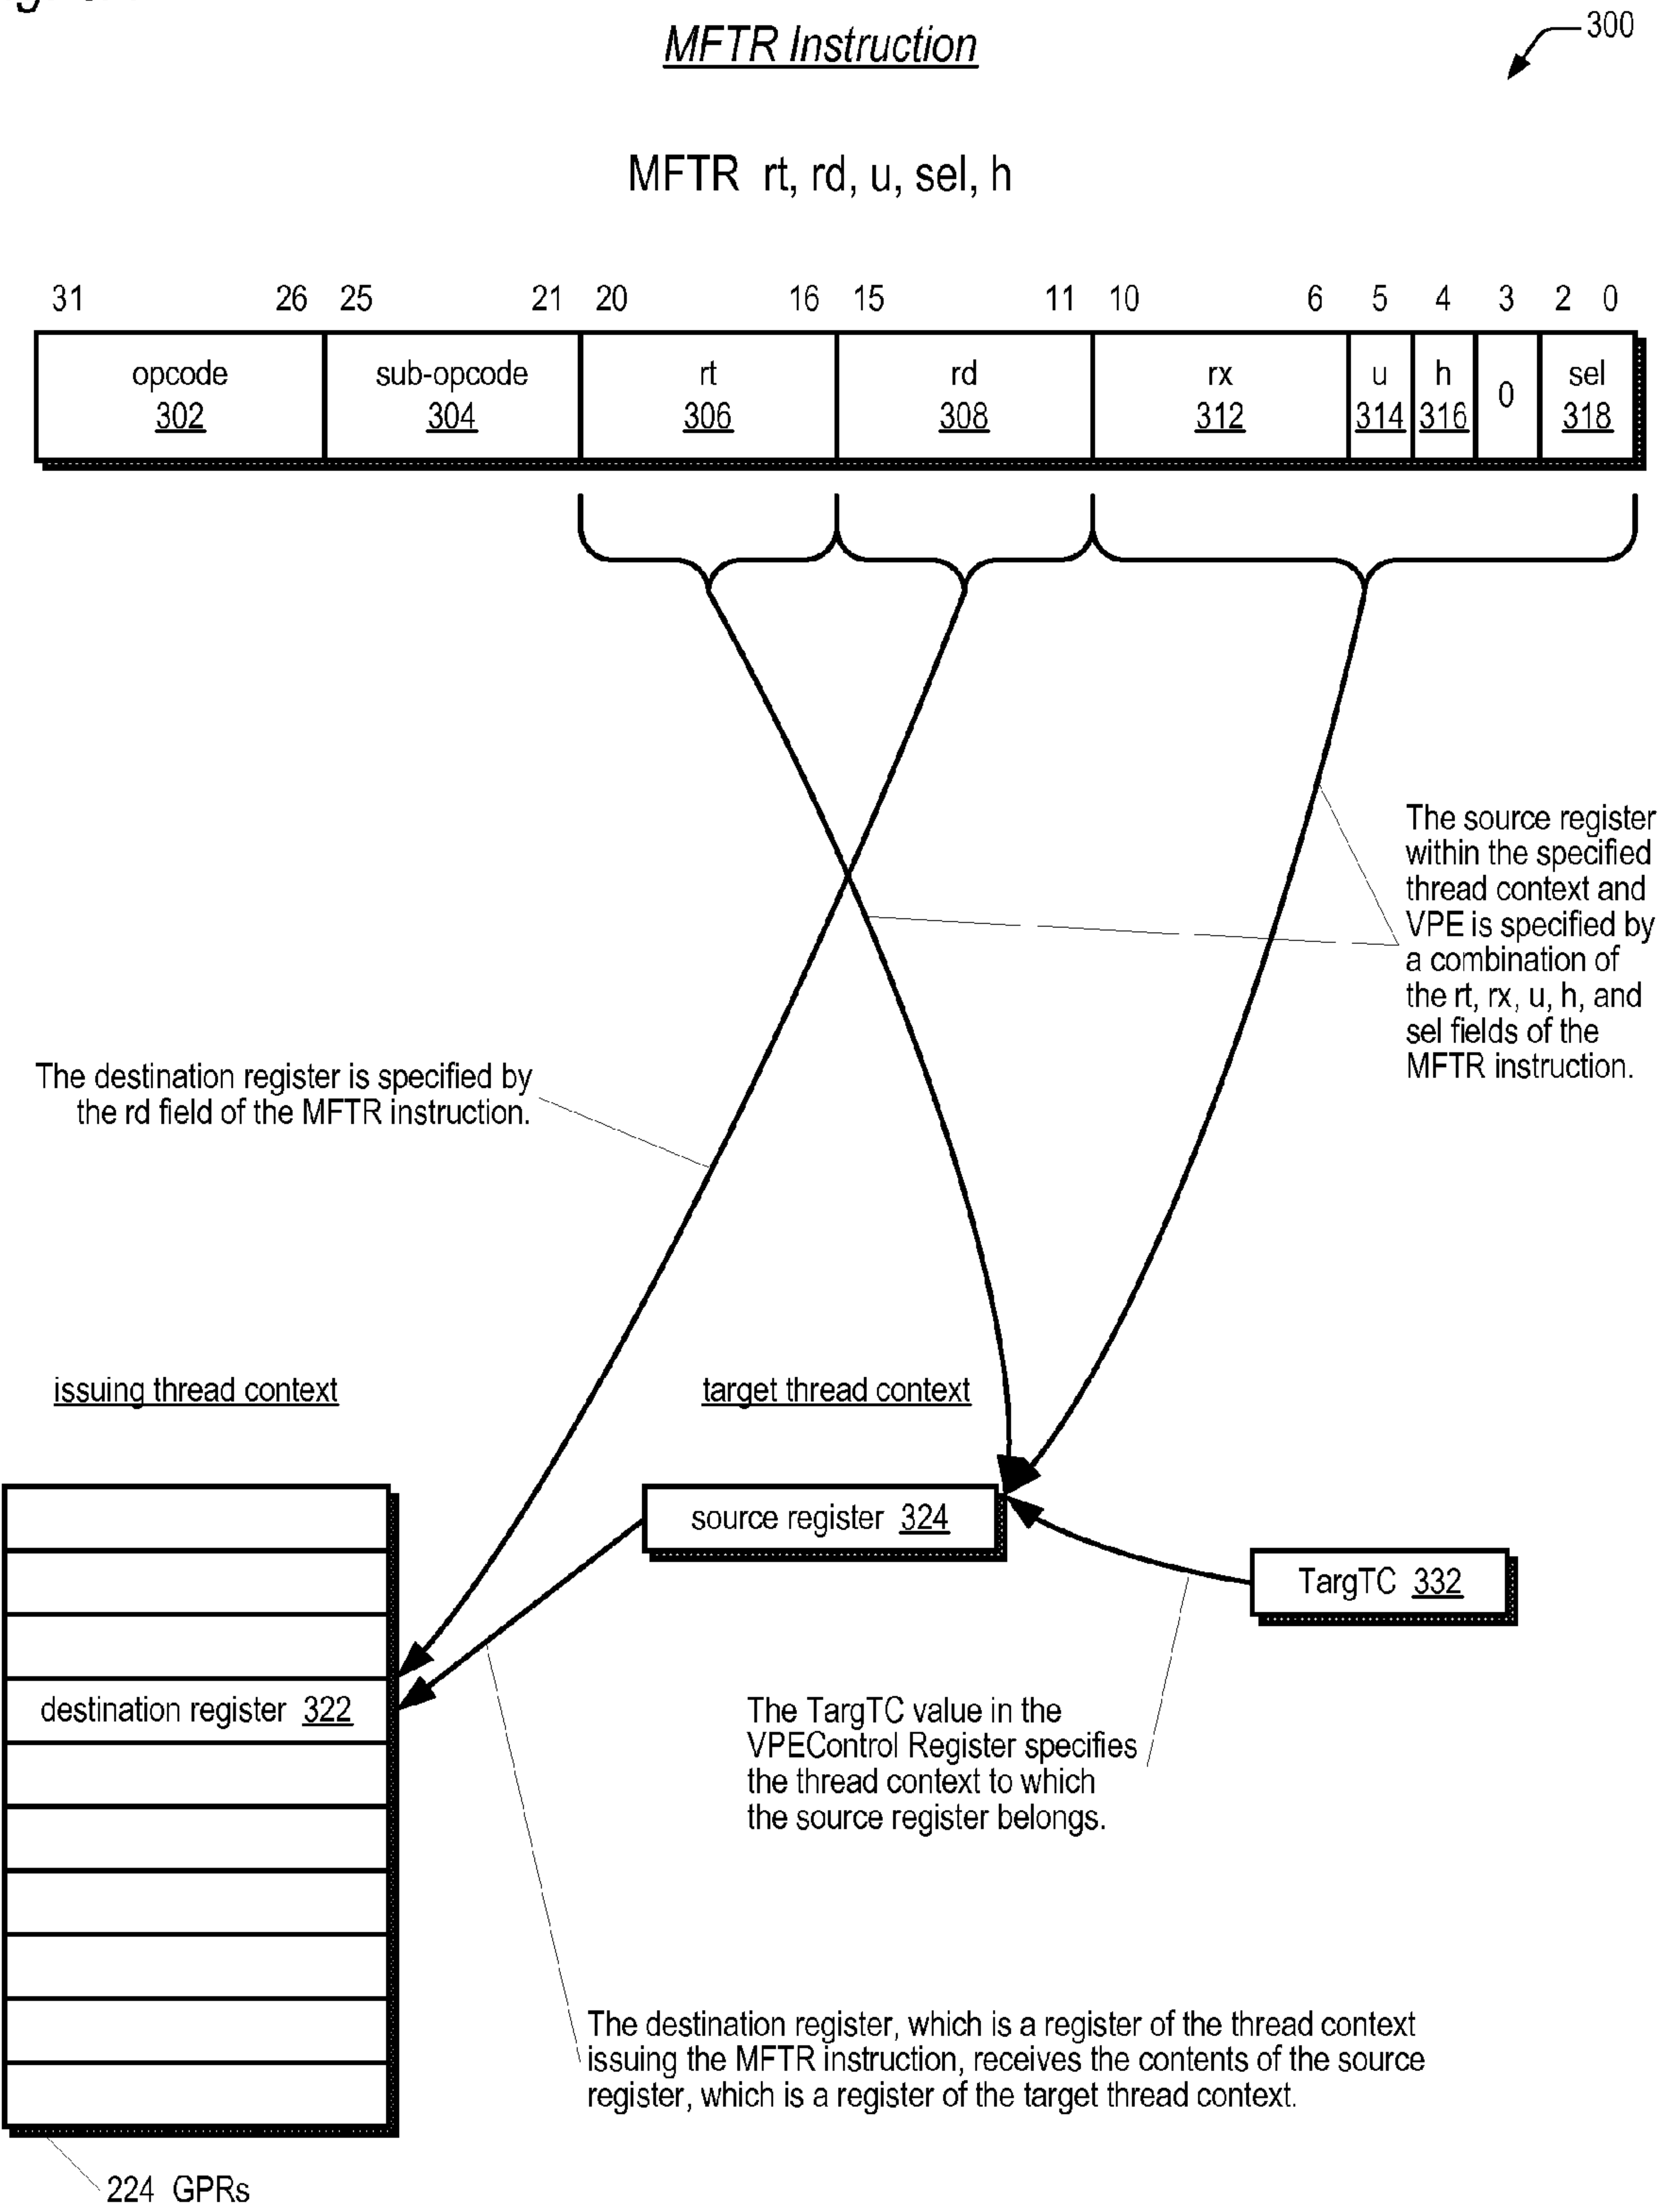 MFTR Instruction
300
MFTR rt, rd, u, sel, h
31 26 25 21 20 16 15 11 10 6 5 4 3 2 0
opcode sub-opcode rt rd rx u h 0 sel
302 304 306 308 312 314 316 318
The source register
within the specified
thread context and
VPE is specified by
a combination of
the rt, rx, u, h, and
sel fields of the
MFTR instruction.
The destination register is specified by
the rd field of the MFTR instruction.
issuing thread context
target thread context
source register 324
TargTC 332
destination register 322
The TargTC value in the
VPEControl Register specifies
the thread context to which
the source register belongs.
The destination register, which is a register of the thread context
issuing the MFTR instruction, receives the contents of the source
register, which is a register of the target thread context.
224 GPRs